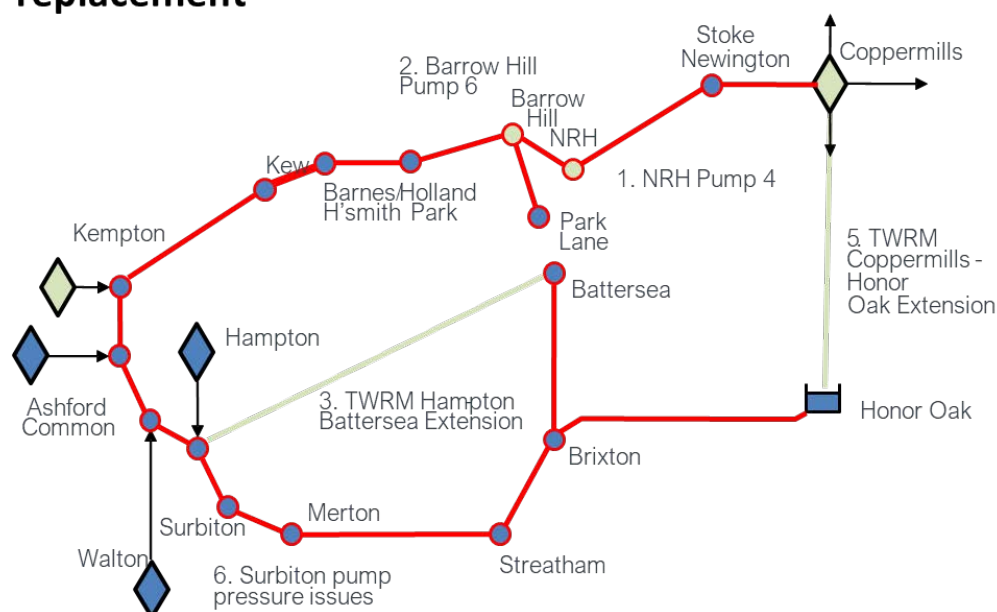 replacement
Stoke
Newington
Coppermills
2. Barrow Hill
Pump 6
Barrow
Hill
NRH
Kew
Barnes/Holland
H'smith Park
1. NRH Pump 4
Park
Lane
Kempton
5. TWRM
Coppermills -
Honor
Oak Extension
Battersea
Hampton
Ashford
Common
3. TWRM Hampton
Battersea Extension
Honor Oak
Brixton
Surbiton
Merton
Streatham
Walton
6. Surbiton pump
pressure issues